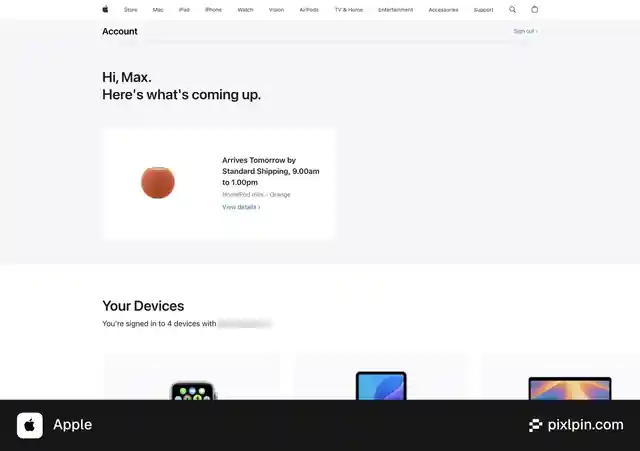 Store Mac iPad iPhone Watch Vision AirPods TV & Home Entertainment Accessories Support
Account
Sign out ›
Hi, Max.
Here's what's coming up.
Arrives Tomorrow by
Standard Shipping, 9.00am
to 1.00pm
HomePod mini - Orange
View details ›
Your Devices
You're signed in to 4 devices with
Apple
pixlpin.com